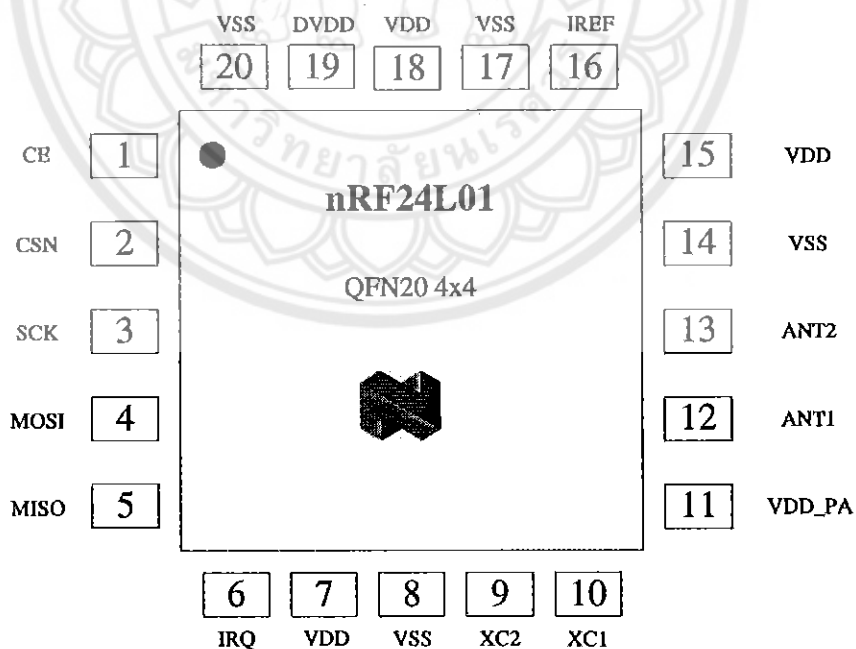 VSS DVDD VDD VSS IREF
20 19 18 17 16
CE 1 15 VDD
nRF24L01
CSN 2 14 VSS
QFN20 4x4
SCK 3 13 ANT2
MOSI 4 12 ANT1
MISO 5 11 VDD_PA
6 7 8 9 10
IRQ VDD VSS XC2 XC1